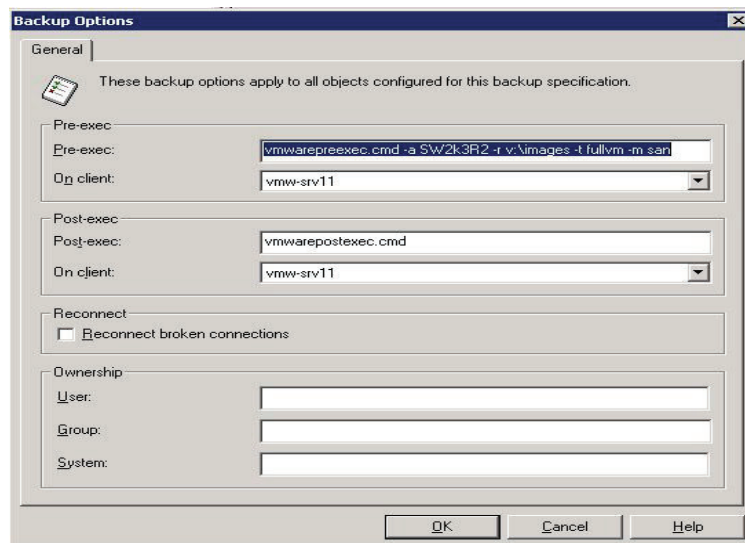 Backup Options
General
These backup options apply to all objects configured for this backup specification.
Pre-exec
Pre-exec: vmwarepreexec.cmd -a SW2k3R2 -r v:\images -t fullvm -m san
On client: vmw-srv11
Post-exec
Post-exec: vmwarepostexec.cmd
On client: vmw-srv11
Reconnect
Reconnect broken connections
Ownership
User:
Group:
System:
OK Cancel Help